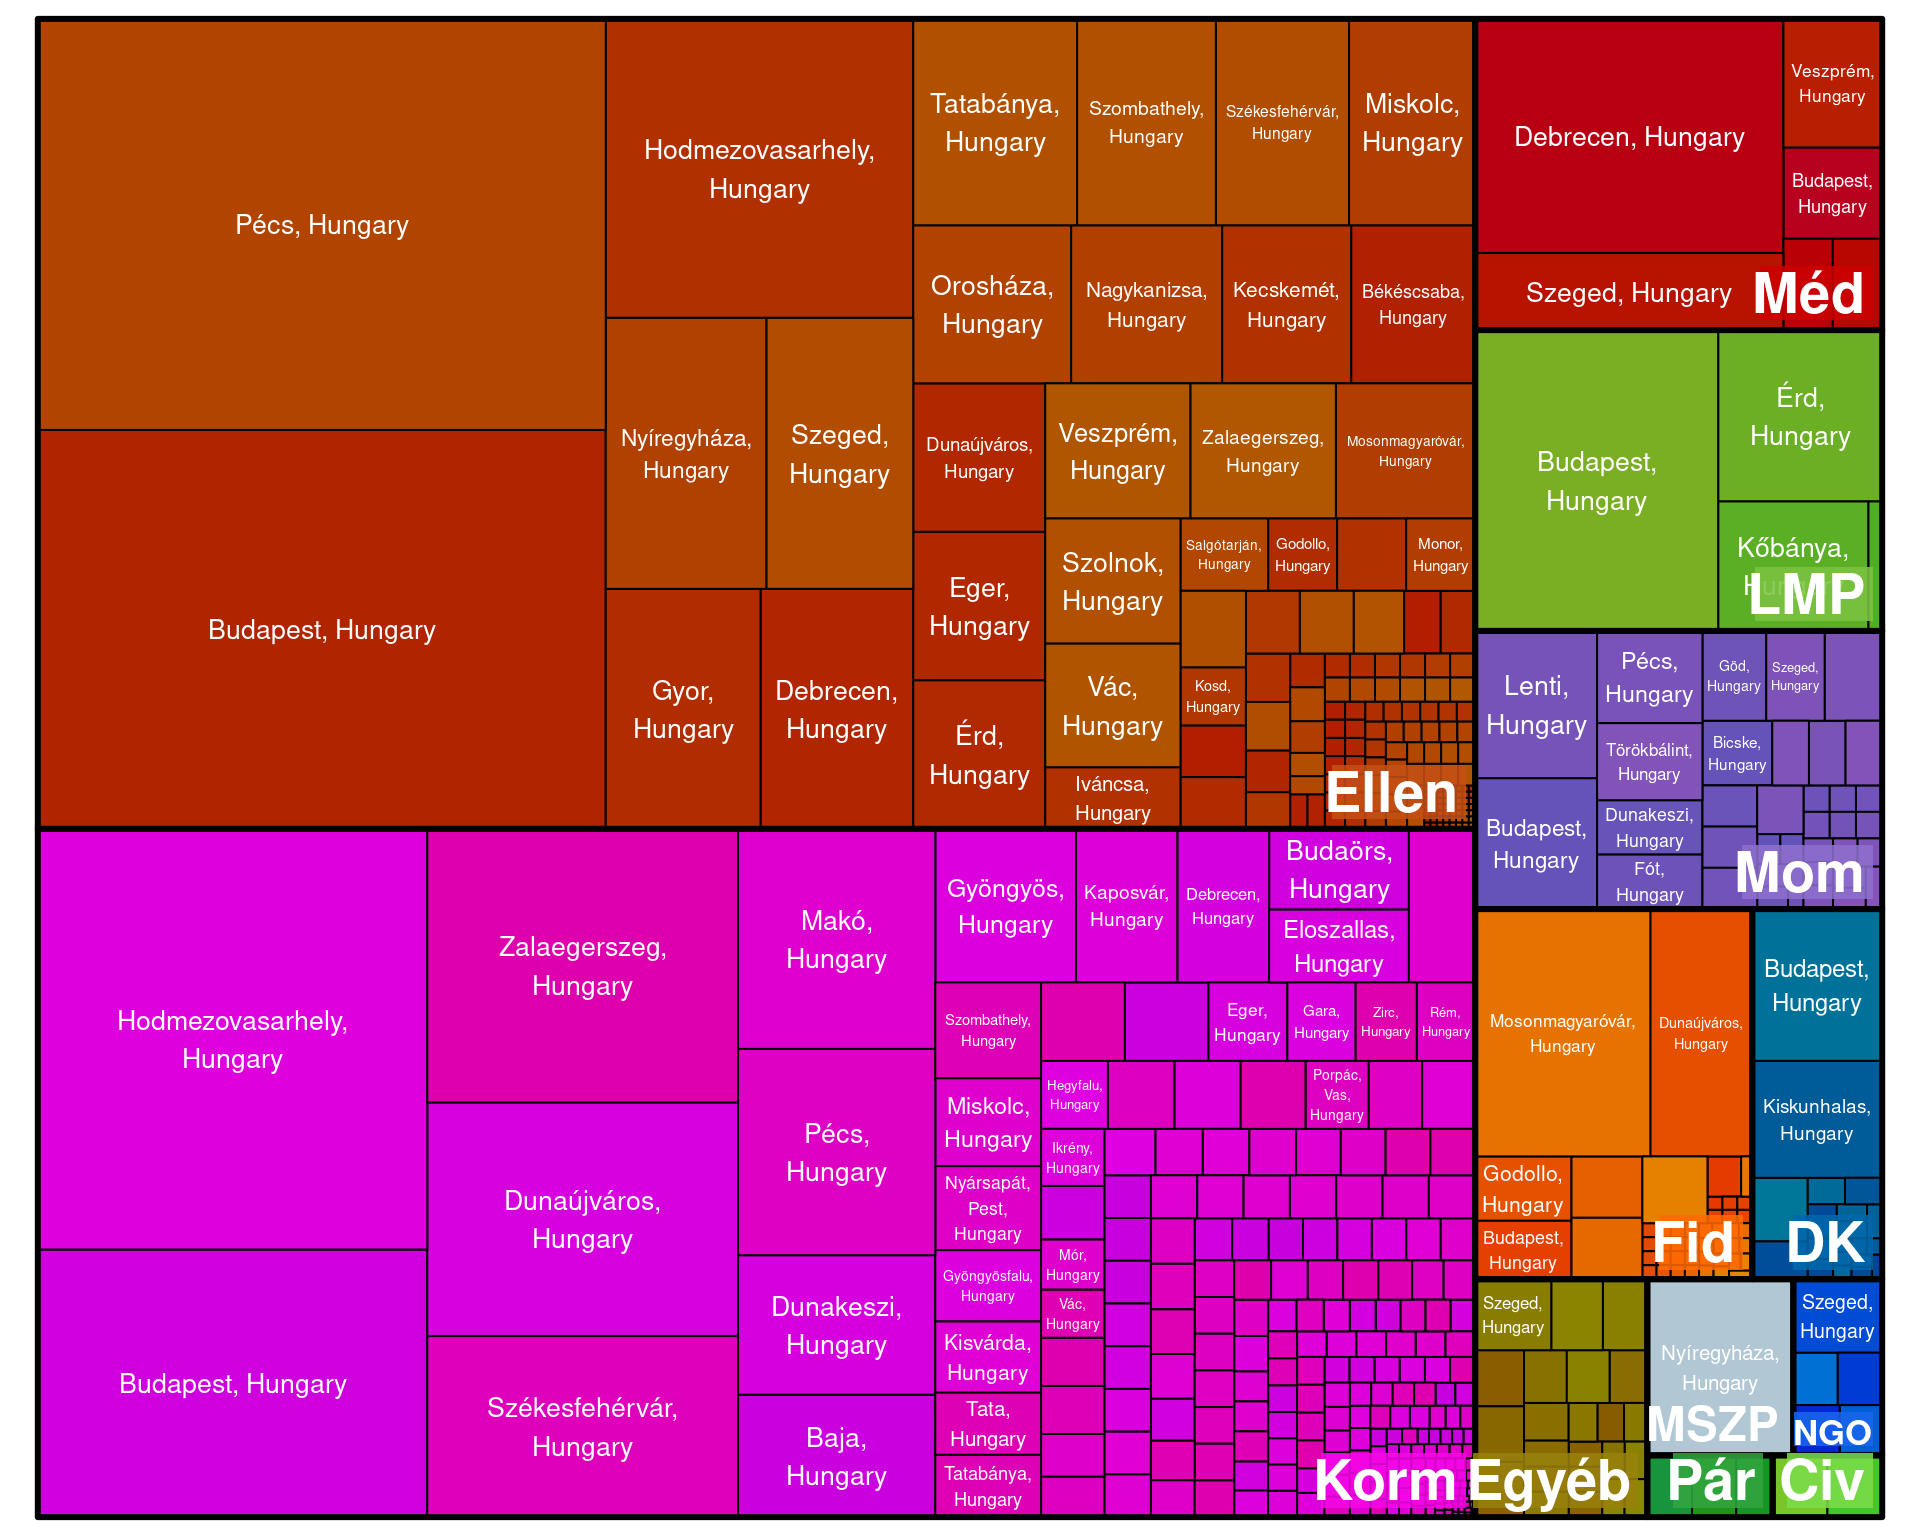 Pécs, Hungary
Budapest, Hungary
Hodmezovasarhely,
Hungary
Nyíregyháza,
Hungary
Szeged,
Hungary
Gyor,
Hungary
Debrecen,
Hungary
Tatabánya,
Hungary
Szombathely,
Hungary
Székesfehérvár,
Hungary
Miskolc,
Hungary
Orosháza,
Hungary
Nagykanizsa,
Hungary
Kecskemét,
Hungary
Békéscsaba,
Hungary
Dunaújváros,
Hungary
Eger,
Hungary
Érd,
Hungary
Veszprém,
Hungary
Zalaegerszeg,
Hungary
Mosonmagyaróvár,
Hungary
Szolnok,
Hungary
Vác,
Hungary
Iváncsa,
Hungary
Salgótarján,
Hungary
Godollo,
Hungary
Monor,
Hungary
Kosd,
Hungary
Ellen
Hodmezovasarhely,
Hungary
Budapest, Hungary
Zalaegerszeg,
Hungary
Dunaújváros,
Hungary
Székesfehérvár,
Hungary
Makó,
Hungary
Pécs,
Hungary
Dunakeszi,
Hungary
Baja,
Hungary
Gyöngyös,
Hungary
Kaposvár,
Hungary
Debrecen,
Hungary
Budaörs,
Hungary
Eloszallas,
Hungary
Szombathely,
Hungary
Miskolc,
Hungary
Nyársapát,
Pest,
Hungary
Gyöngyösfalu,
Hungary
Kisvárda,
Hungary
Tata,
Hungary
Tatabánya,
Hungary
Eger,
Hungary
Gara,
Hungary
Zirc,
Hungary
Rém,
Hungary
Hegyfalu,
Hungary
Porpác,
Vas,
Hungary
Ikrény,
Hungary
Mór,
Hungary
Vác,
Hungary
Korm
Debrecen, Hungary
Szeged, Hungary
Veszprém,
Hungary
Budapest,
Hungary
Méd
Budapest,
Hungary
Érd,
Hungary
Kőbánya,
Hungary
LMP
Lenti,
Hungary
Budapest,
Hungary
Pécs,
Hungary
Törökbálint,
Hungary
Dunakeszi,
Hungary
Fót,
Hungary
Göd,
Hungary
Szeged,
Hungary
Bicske,
Hungary
Mom
Mosonmagyaróvár,
Hungary
Dunaújváros,
Hungary
Godollo,
Hungary
Budapest,
Hungary
Fid
Budapest,
Hungary
Kiskunhalas,
Hungary
DK
Szeged,
Hungary
Egyéb
Nyíregyháza,
Hungary
MSZP
Szeged,
Hungary
NGO
Pár
Civ